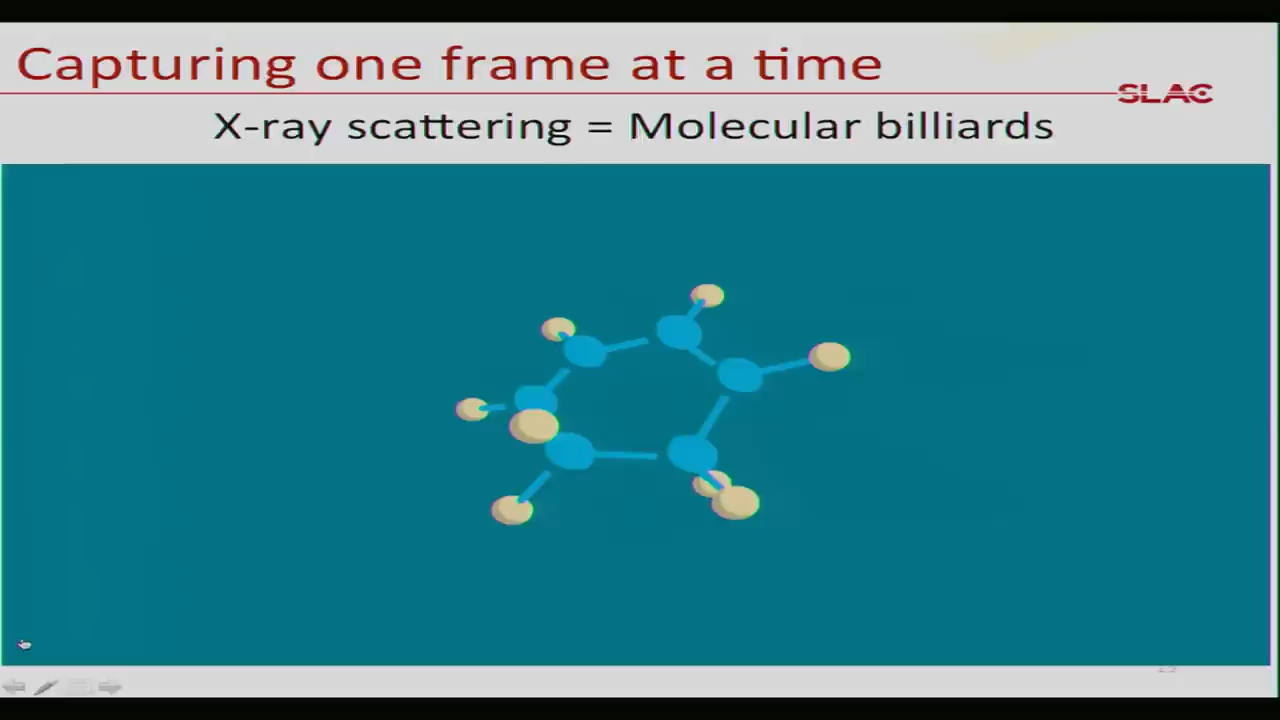 Capturing one frame at a time
SLAC
X-ray scattering = Molecular billiards